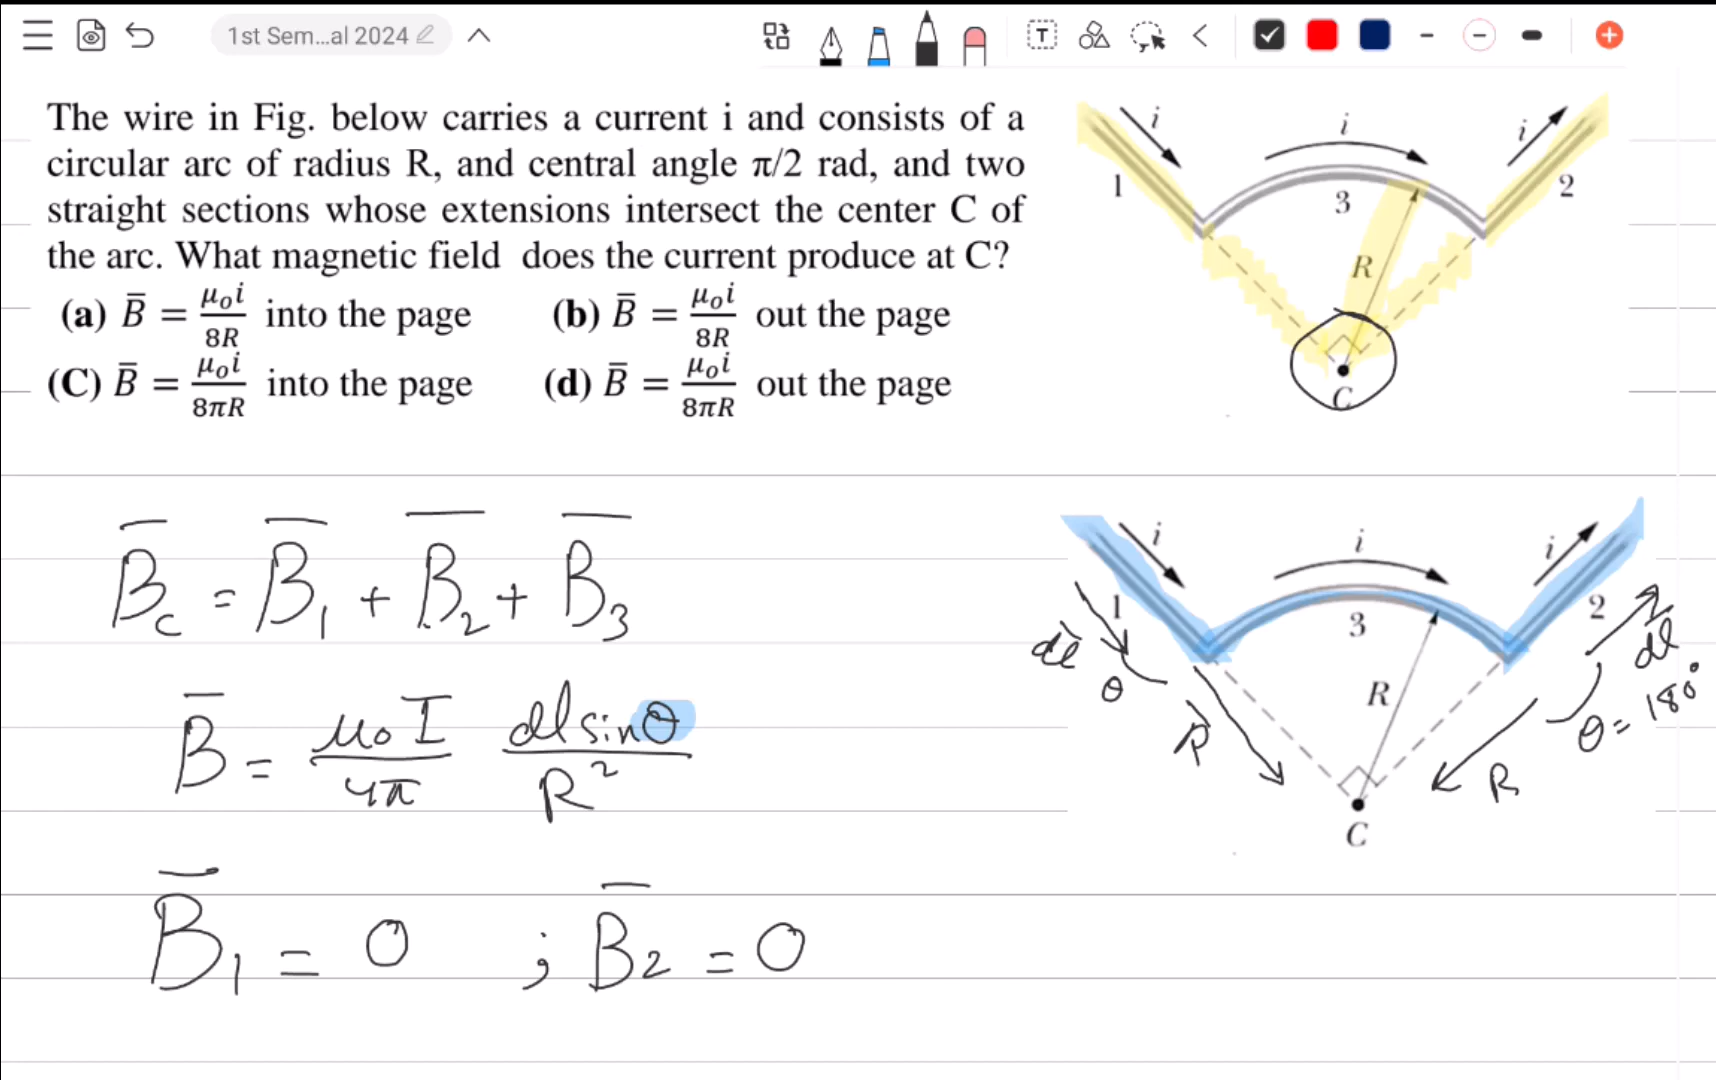 1st Sem...al 2024
T
The wire in Fig. below carries a current i and consists of a
circular arc of radius R, and central angle π/2 rad, and two
straight sections whose extensions intersect the center C of
the arc. What magnetic field does the current produce at C?
(a) B̅ = μ₀i/8R into the page (b) B̅ = μ₀i/8R out the page
(C) B̅ = μ₀i/8πR into the page (d) B̅ = μ₀i/8πR out the page
i i i
1 3 2
R
C
B̅c = B̅1 + B̅2 + B̅3
B̅ = μ₀I/4π dl sinθ/R²
B̅1 = 0 ; B̅2 = 0
i i i
1 3 2
dl dl
θ R θ = 180°
R R
C